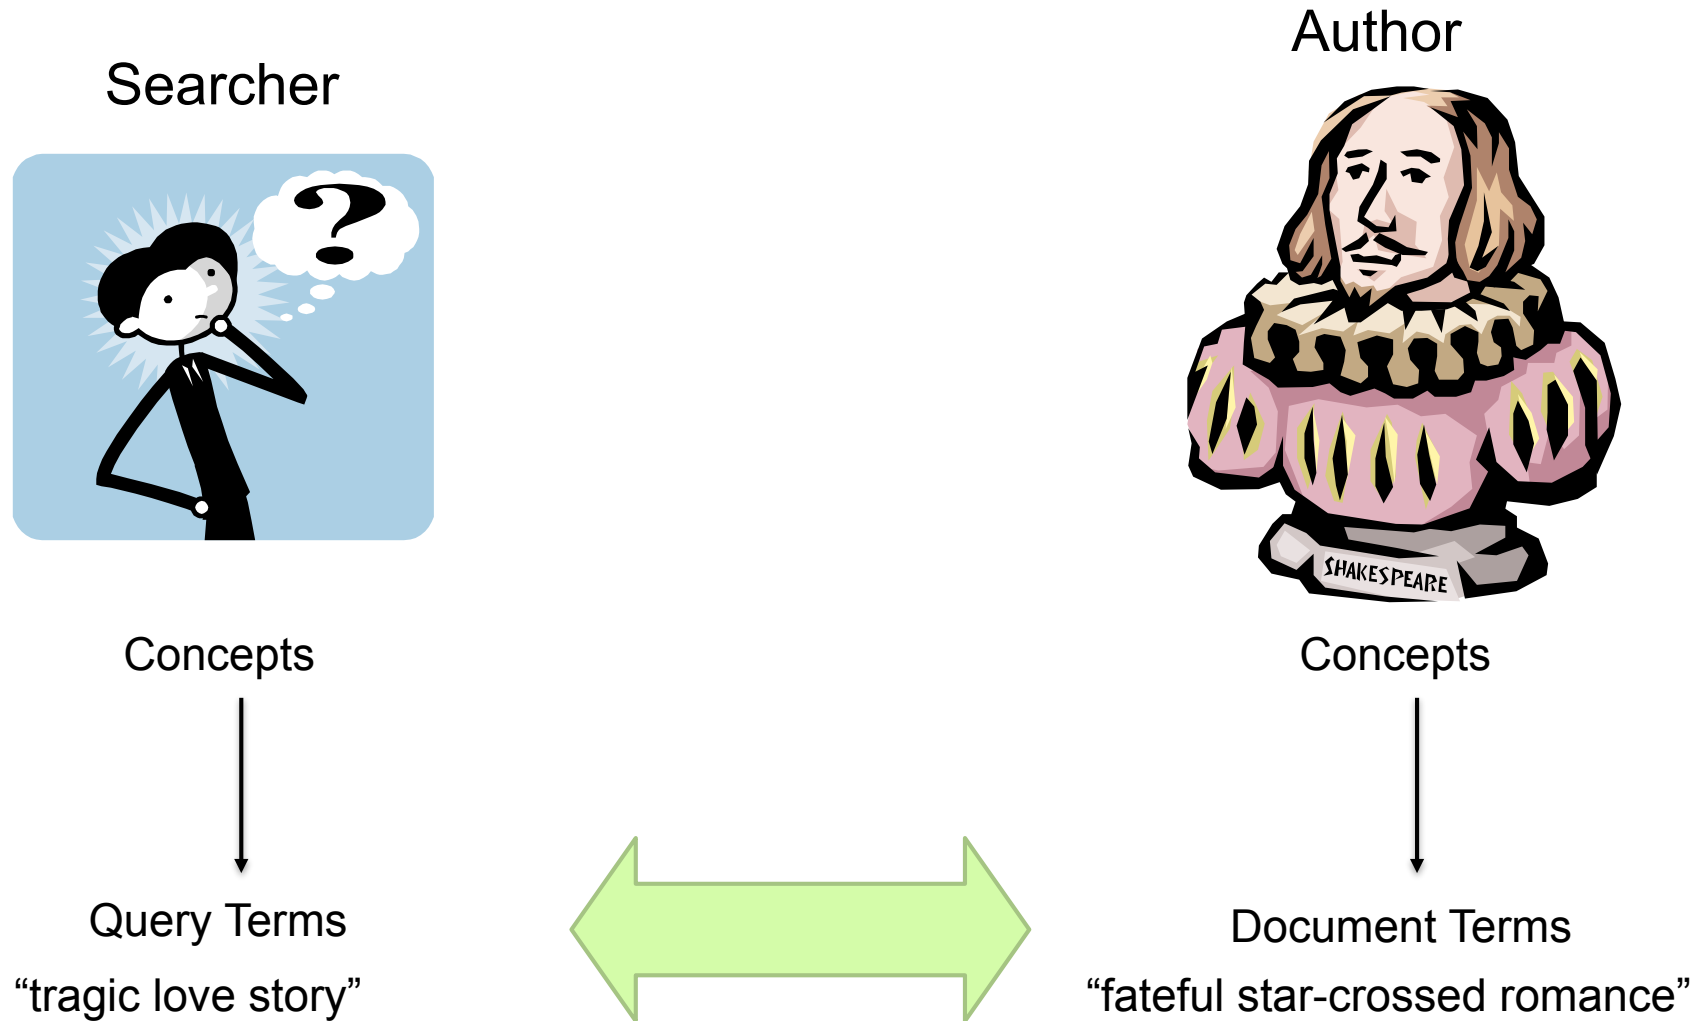 Searcher
Author
?
SHAKESPEARE
Concepts
Concepts
Query Terms
Document Terms
“tragic love story”
“fateful star-crossed romance”